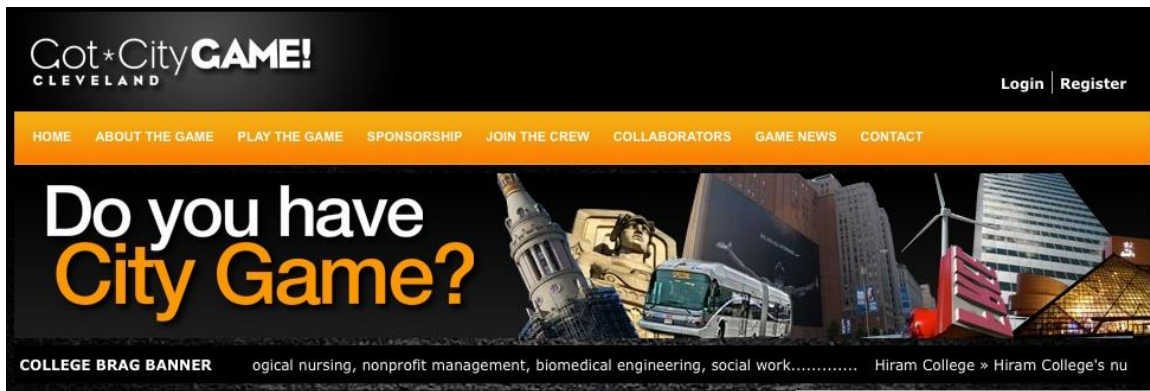 Got*City GAME!
CLEVELAND
Login | Register
HOME ABOUT THE GAME PLAY THE GAME SPONSORSHIP JOIN THE CREW COLLABORATORS GAME NEWS CONTACT
Do you have
City Game?
COLLEGE BRAG BANNER ogical nursing, nonprofit management, biomedical engineering, social work............. Hiram College » Hiram College's nu